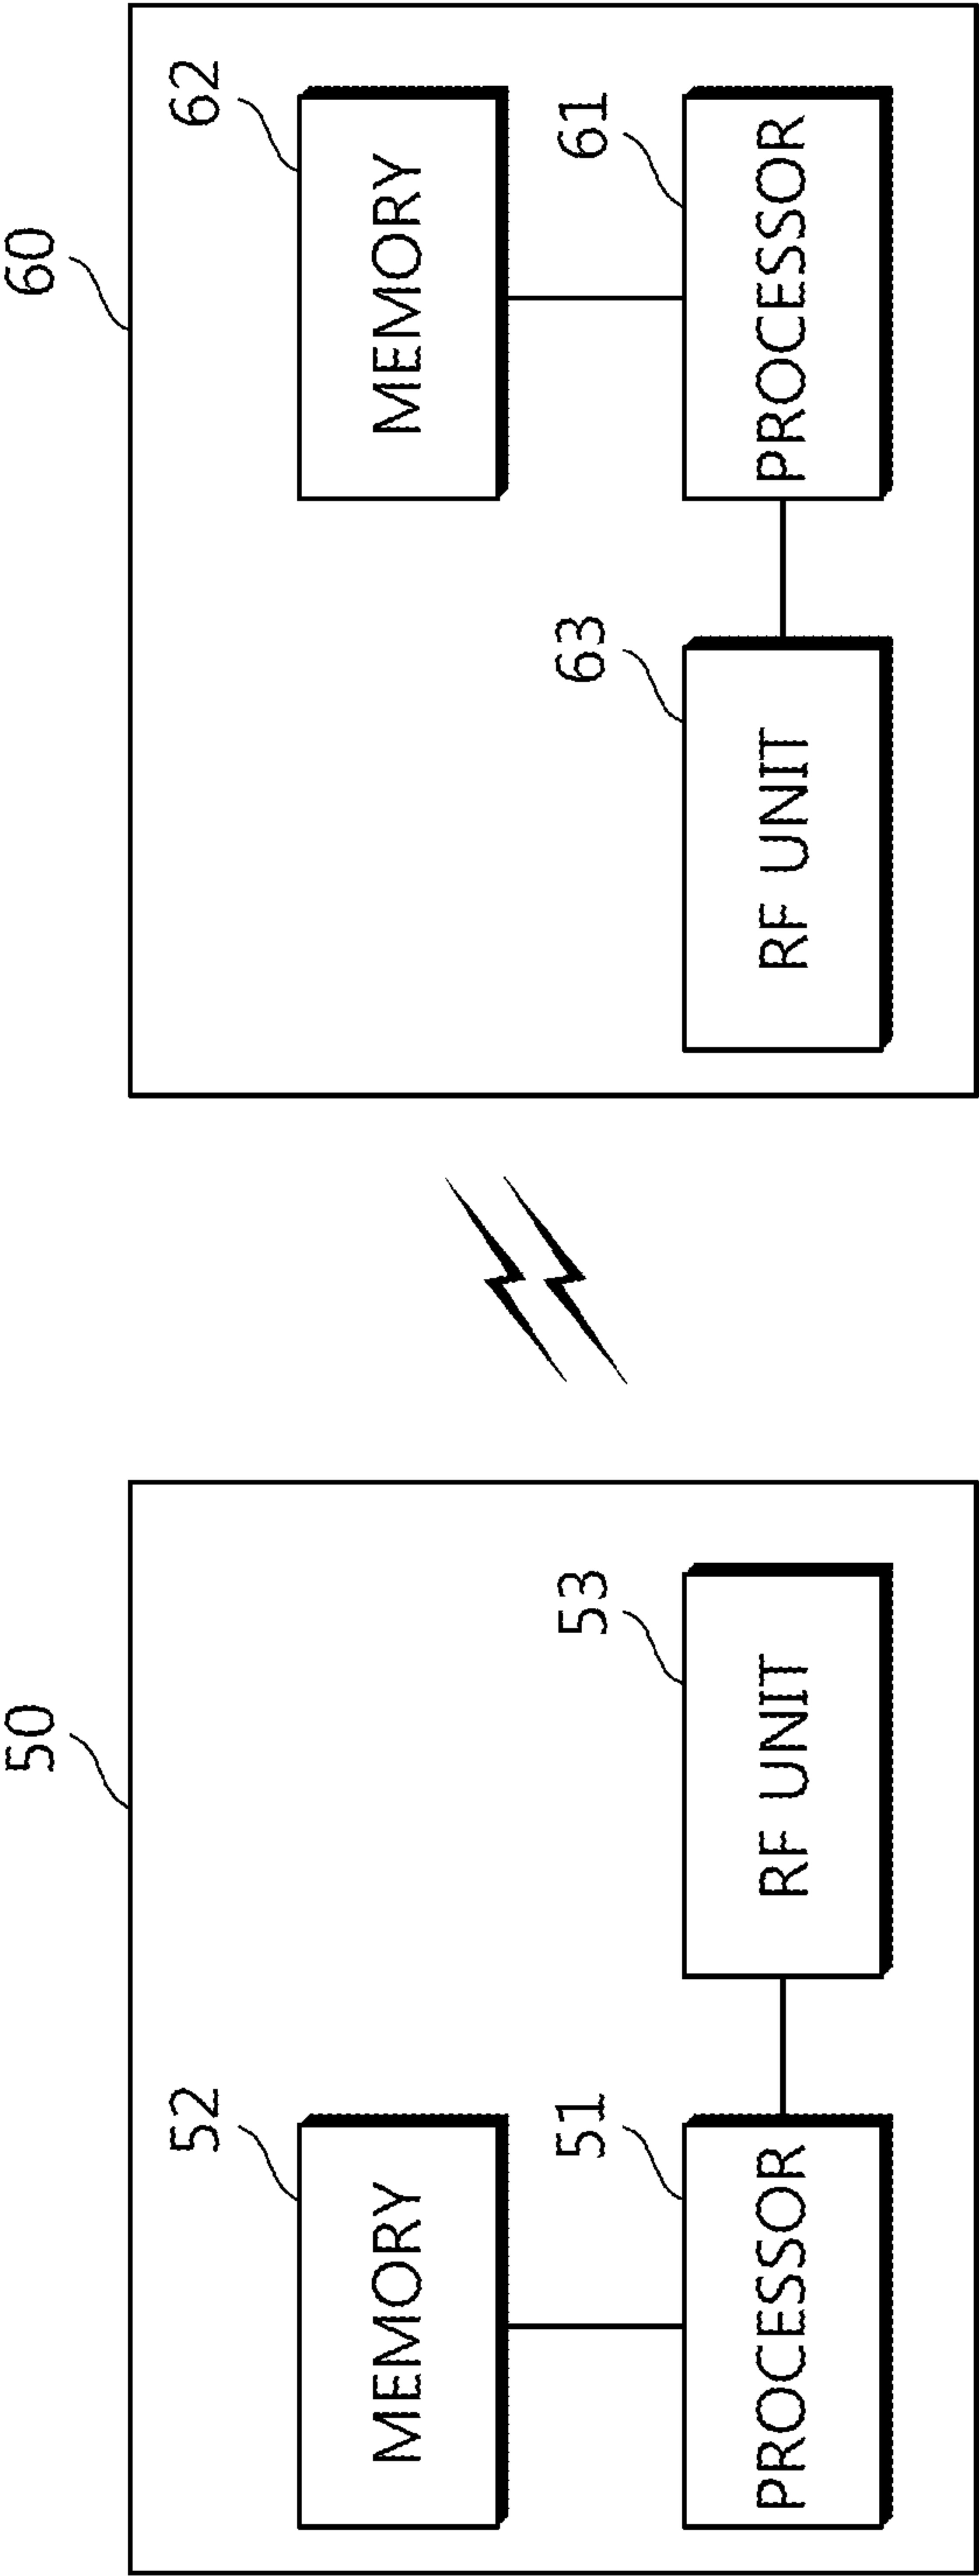 50
60
52
62
MEMORY
MEMORY
51
53
63
61
PROCESSOR
RF UNIT
RF UNIT
PROCESSOR